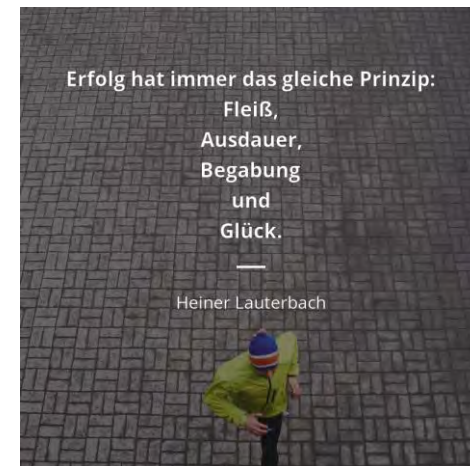 Erfolg hat immer das gleiche Prinzip:
Fleiß,
Ausdauer,
Begabung
und
Glück.
Heiner Lauterbach